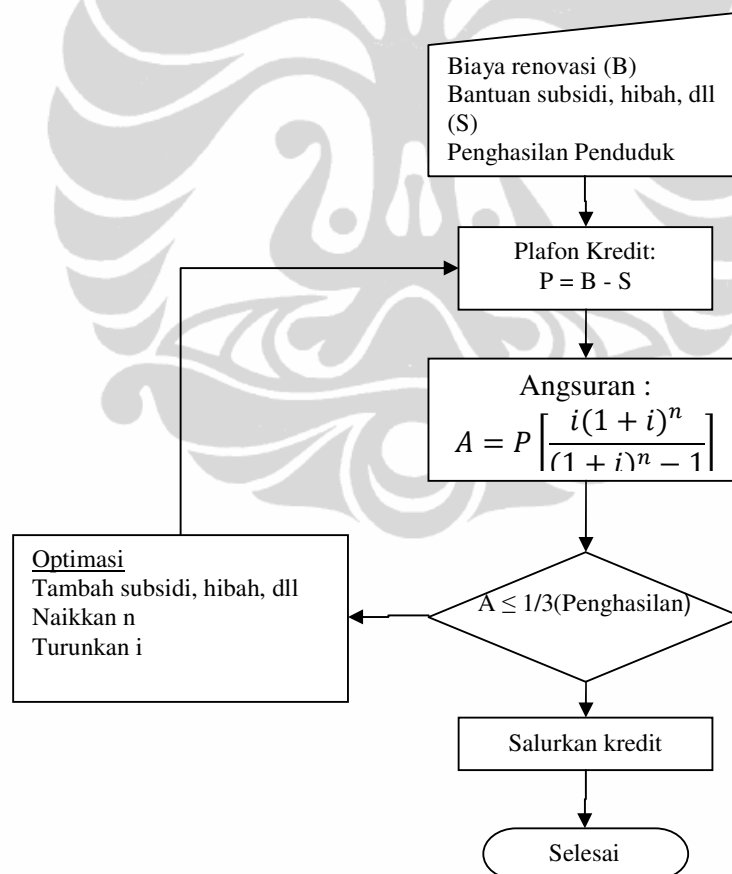 Biaya renovasi (B)
Bantuan subsidi, hibah, dll
(S)
Penghasilan Penduduk
Plafon Kredit:
P = B - S
Angsuran :
A = P [ i(1 + i)^n / (1 + i)^n − 1 ]
Optimasi
Tambah subsidi, hibah, dll
Naikkan n
Turunkan i
A ≤ 1/3(Penghasilan)
Salurkan kredit
Selesai